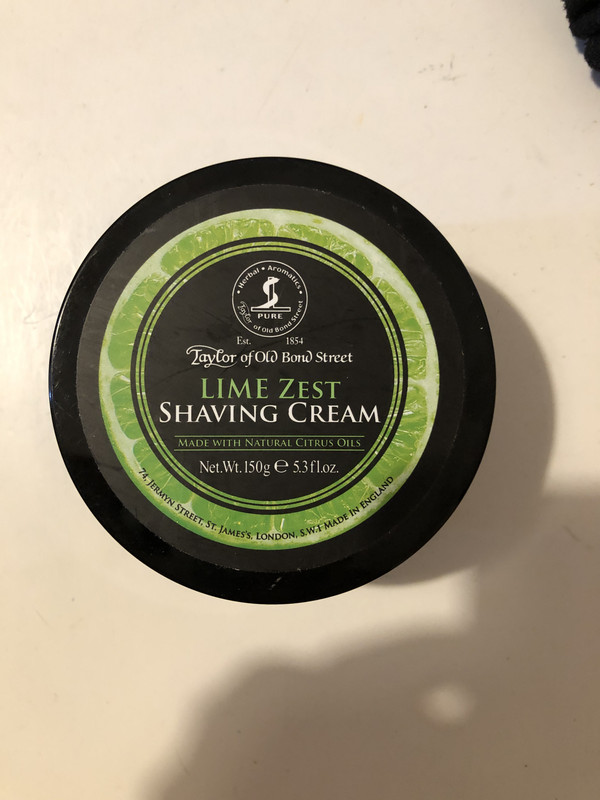 Herbal • Aromatics •
PURE
Taylor of Old Bond Street
Est. 1854
Taylor of Old Bond Street
LIME ZEST
SHAVING CREAM
MADE WITH NATURAL CITRUS OILS
Net.Wt.150g ℮ 5.3fl.oz.
74, JERMYN STREET, ST. JAMES'S, LONDON, S.W.1 MADE IN ENGLAND